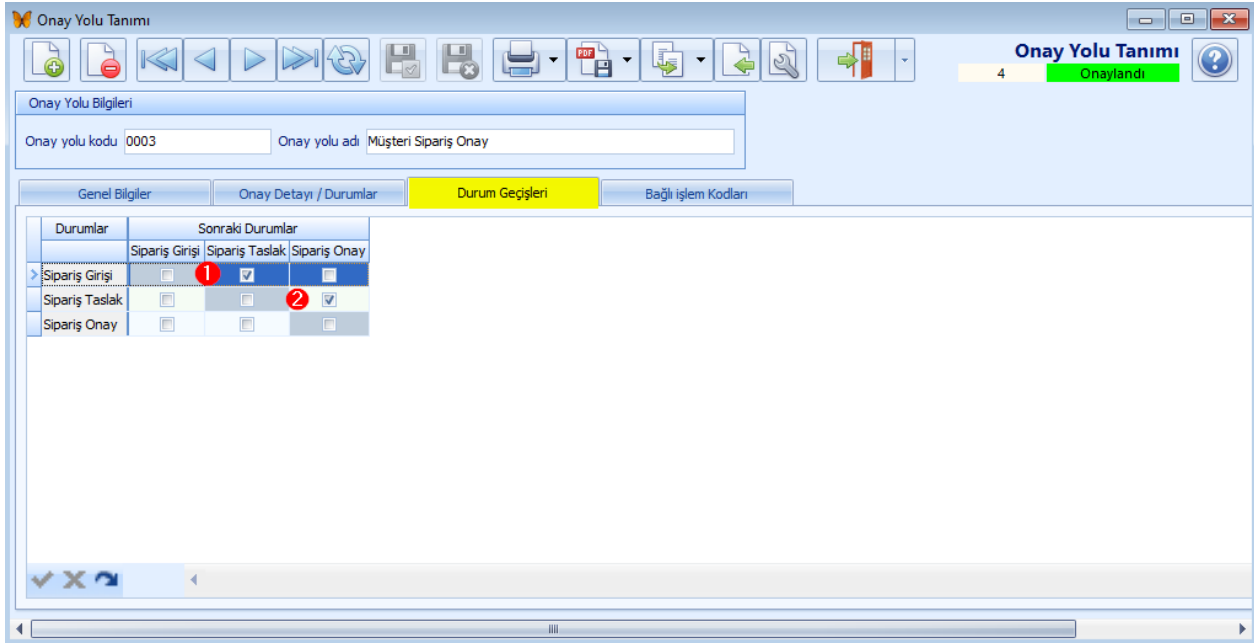 Onay Yolu Tanımı
PDF
Onay Yolu Tanımı
4 Onaylandı
Onay Yolu Bilgileri
Onay yolu kodu 0003 Onay yolu adı Müşteri Sipariş Onay
Genel Bilgiler Onay Detayı / Durumlar Durum Geçişleri Bağlı işlem Kodları
Durumlar Sonraki Durumlar
Sipariş Girişi Sipariş Taslak Sipariş Onay
Sipariş Girişi 1
Sipariş Taslak 2
Sipariş Onay